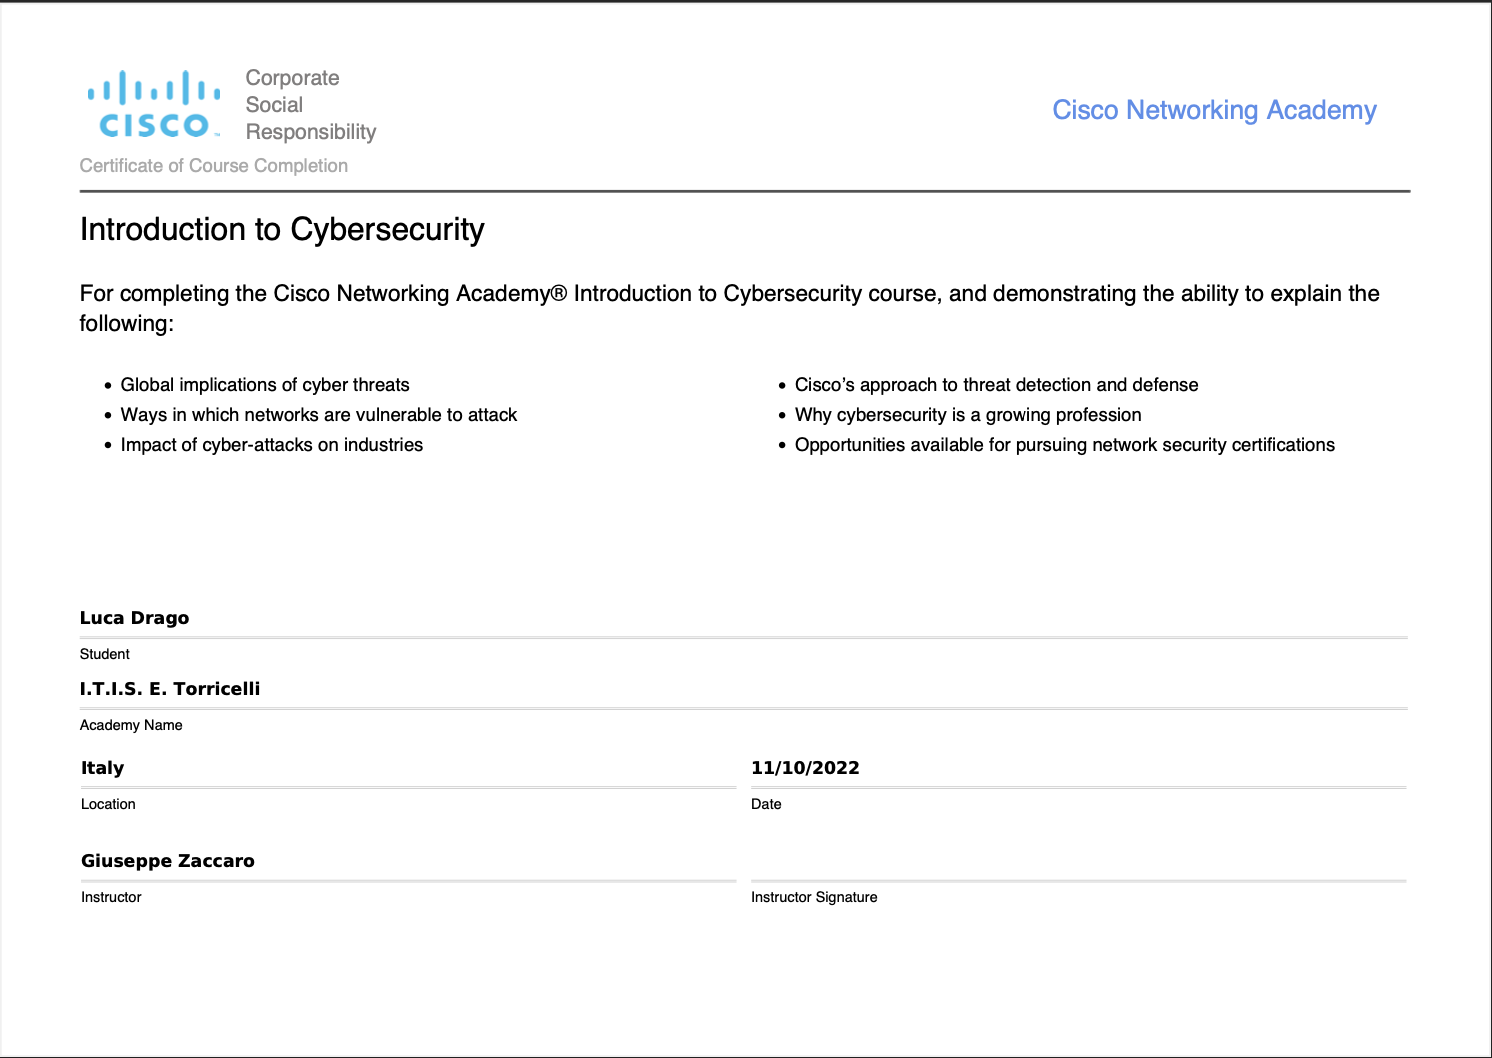 CISCO™
Corporate
Social
Responsibility
Cisco Networking Academy
Certificate of Course Completion
Introduction to Cybersecurity
For completing the Cisco Networking Academy® Introduction to Cybersecurity course, and demonstrating the ability to explain the
following:
• Global implications of cyber threats
• Ways in which networks are vulnerable to attack
• Impact of cyber-attacks on industries
• Cisco’s approach to threat detection and defense
• Why cybersecurity is a growing profession
• Opportunities available for pursuing network security certifications
Luca Drago
Student
I.T.I.S. E. Torricelli
Academy Name
Italy
Location
11/10/2022
Date
Giuseppe Zaccaro
Instructor
Instructor Signature